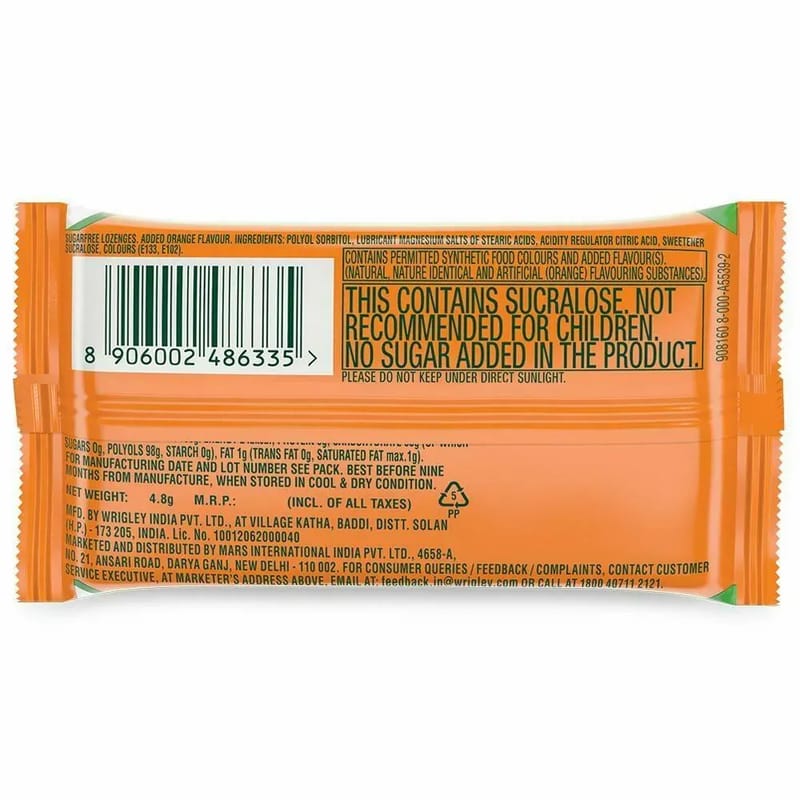 SUGARFREE LOZENGES. ADDED ORANGE FLAVOUR. INGREDIENTS: POLYOL SORBITOL, LUBRICANT MAGNESIUM SALTS OF STEARIC ACIDS, ACIDITY REGULATOR CITRIC ACID, SWEETENER
SUCRALOSE, COLOURS (E133, E102).
CONTAINS PERMITTED SYNTHETIC FOOD COLOURS AND ADDED FLAVOUR(S).
(NATURAL, NATURE IDENTICAL AND ARTIFICIAL (ORANGE) FLAVOURING SUBSTANCES).
THIS CONTAINS SUCRALOSE. NOT
RECOMMENDED FOR CHILDREN.
NO SUGAR ADDED IN THE PRODUCT.
PLEASE DO NOT KEEP UNDER DIRECT SUNLIGHT.
8 906002 486335 >
908160 8-000-A5539-2
SUGARS 0g, POLYOLS 98g, STARCH 0g), FAT 1g (TRANS FAT 0g, SATURATED FAT max.1g).
FOR MANUFACTURING DATE AND LOT NUMBER SEE PACK. BEST BEFORE NINE
MONTHS FROM MANUFACTURE, WHEN STORED IN COOL & DRY CONDITION.
NET WEIGHT: 4.8g M.R.P.: (INCL. OF ALL TAXES)
5
PP
MFD. BY WRIGLEY INDIA PVT. LTD., AT VILLAGE KATHA, BADDI, DISTT. SOLAN
(H.P.) - 173 205, INDIA. Lic. No. 10012062000040
MARKETED AND DISTRIBUTED BY MARS INTERNATIONAL INDIA PVT. LTD., 4658-A,
NO. 21, ANSARI ROAD, DARYA GANJ, NEW DELHI - 110 002. FOR CONSUMER QUERIES / FEEDBACK / COMPLAINTS, CONTACT CUSTOMER
SERVICE EXECUTIVE, AT MARKETER'S ADDRESS ABOVE. EMAIL AT: feedback.in@wrigley.com OR CALL AT 1800 40711 2121.